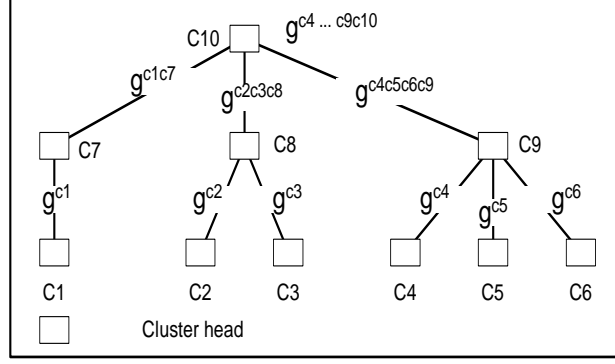 C10 g^c4 ... c9c10
g^c1c7 g^c2c3c8 g^c4c5c6c9
C7 C8 C9
g^c1 g^c2 g^c3 g^c4 g^c5 g^c6
C1 C2 C3 C4 C5 C6
Cluster head